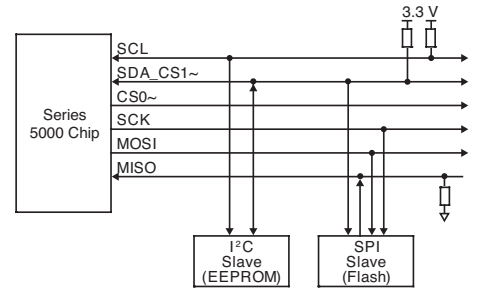 3.3 V
SCL
SDA_CS1~
CS0~
SCK
MOSI
MISO
Series
5000 Chip
I²C
Slave
(EEPROM)
SPI
Slave
(Flash)